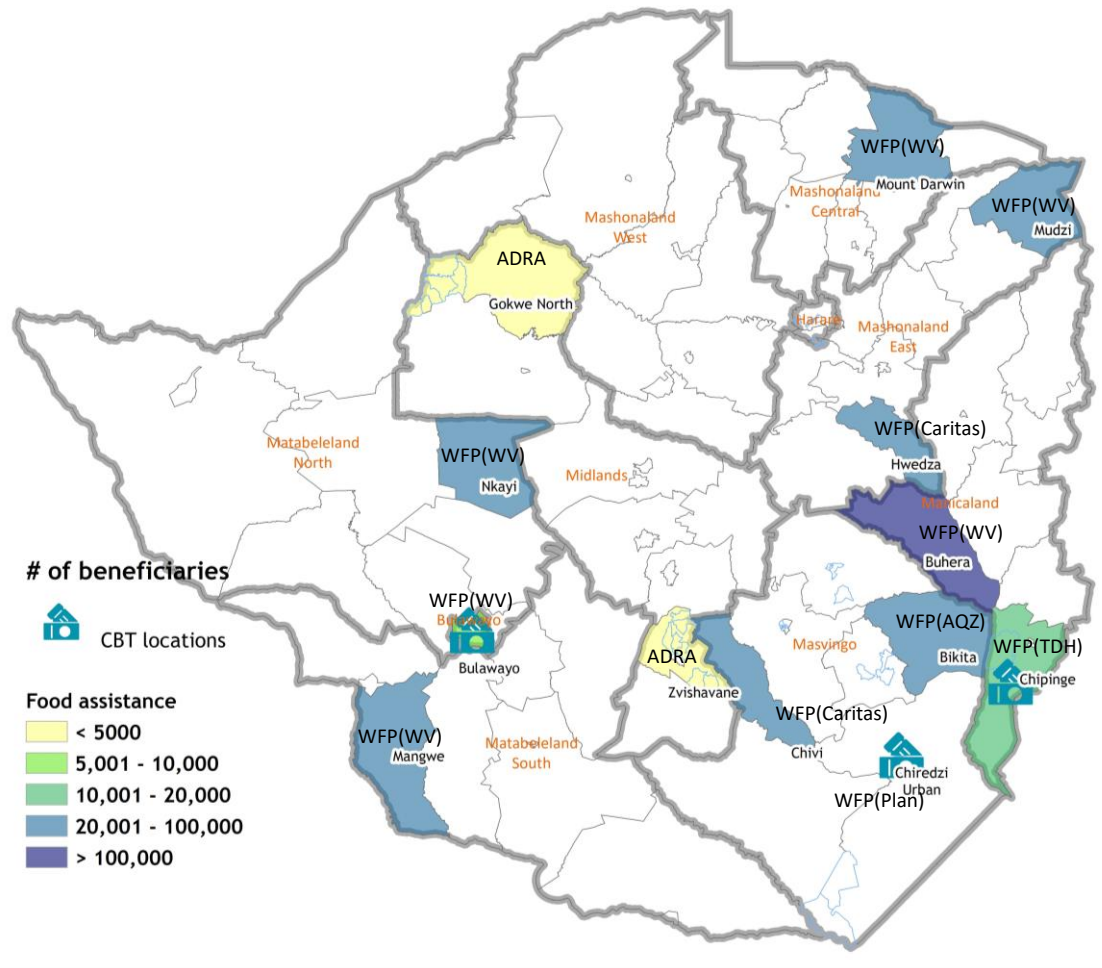 WFP(WV)
Mount Darwin
Mashonaland
Central
WFP(WV)
Mudzi
Mashonaland
West
ADRA
Gokwe North
Harare
Mashonaland
East
WFP(Caritas)
Hwedza
Matabeleland
North
WFP(WV)
Nkayi
Midlands
Manicaland
WFP(WV)
Buhera
# of beneficiaries
CBT locations
WFP(WV)
Bulawayo
Bulawayo
WFP(AQZ)
Bikita
WFP(TDH)
Chipinge
Masvingo
ADRA
Zvishavane
WFP(Caritas)
Chivi
Food assistance
< 5000
5,001 - 10,000
10,001 - 20,000
20,001 - 100,000
> 100,000
WFP(WV)
Mangwe
Matabeleland
South
Chiredzi
Urban
WFP(Plan)